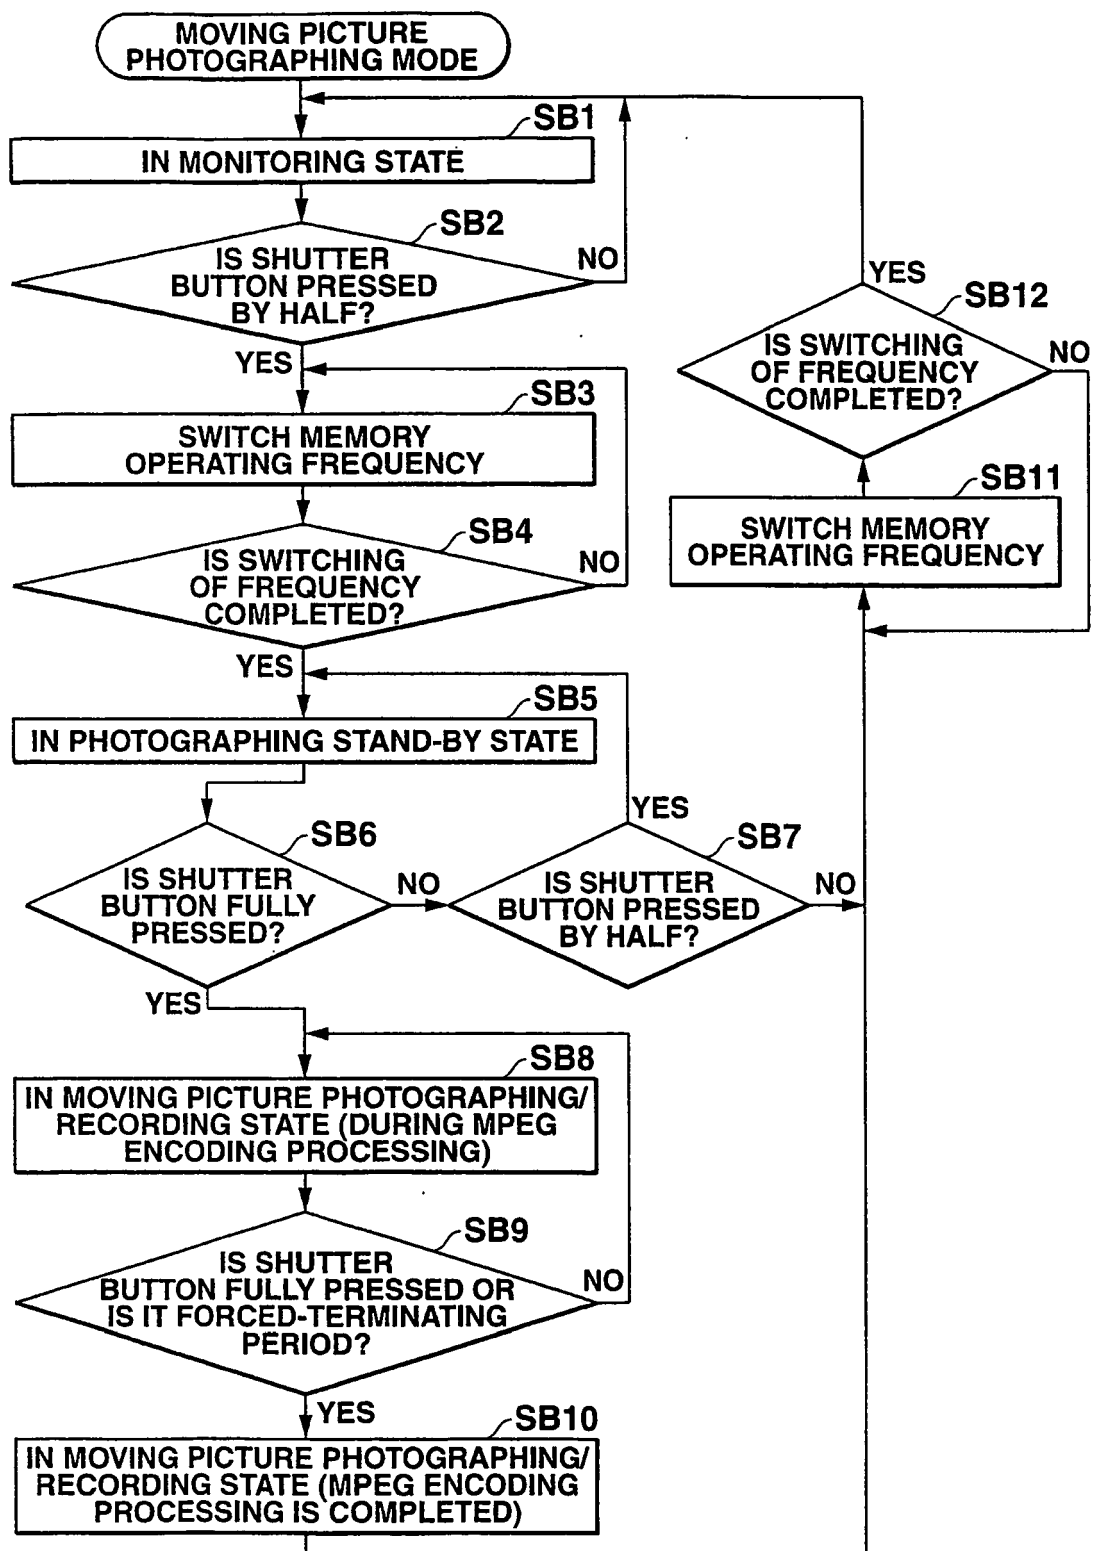 MOVING PICTURE
PHOTOGRAPHING MODE
SB1
IN MONITORING STATE
SB2
IS SHUTTER
BUTTON PRESSED
BY HALF?
NO
YES
SB3
SWITCH MEMORY
OPERATING FREQUENCY
SB4
IS SWITCHING
OF FREQUENCY
COMPLETED?
NO
YES
SB5
IN PHOTOGRAPHING STAND-BY STATE
SB6
IS SHUTTER
BUTTON FULLY
PRESSED?
NO
YES
SB7
IS SHUTTER
BUTTON PRESSED
BY HALF?
YES
NO
SB8
IN MOVING PICTURE PHOTOGRAPHING/
RECORDING STATE (DURING MPEG
ENCODING PROCESSING)
SB9
IS SHUTTER
BUTTON FULLY PRESSED OR
IS IT FORCED-TERMINATING
PERIOD?
NO
YES
SB10
IN MOVING PICTURE PHOTOGRAPHING/
RECORDING STATE (MPEG ENCODING
PROCESSING IS COMPLETED)
SB11
SWITCH MEMORY
OPERATING FREQUENCY
SB12
IS SWITCHING
OF FREQUENCY
COMPLETED?
YES
NO